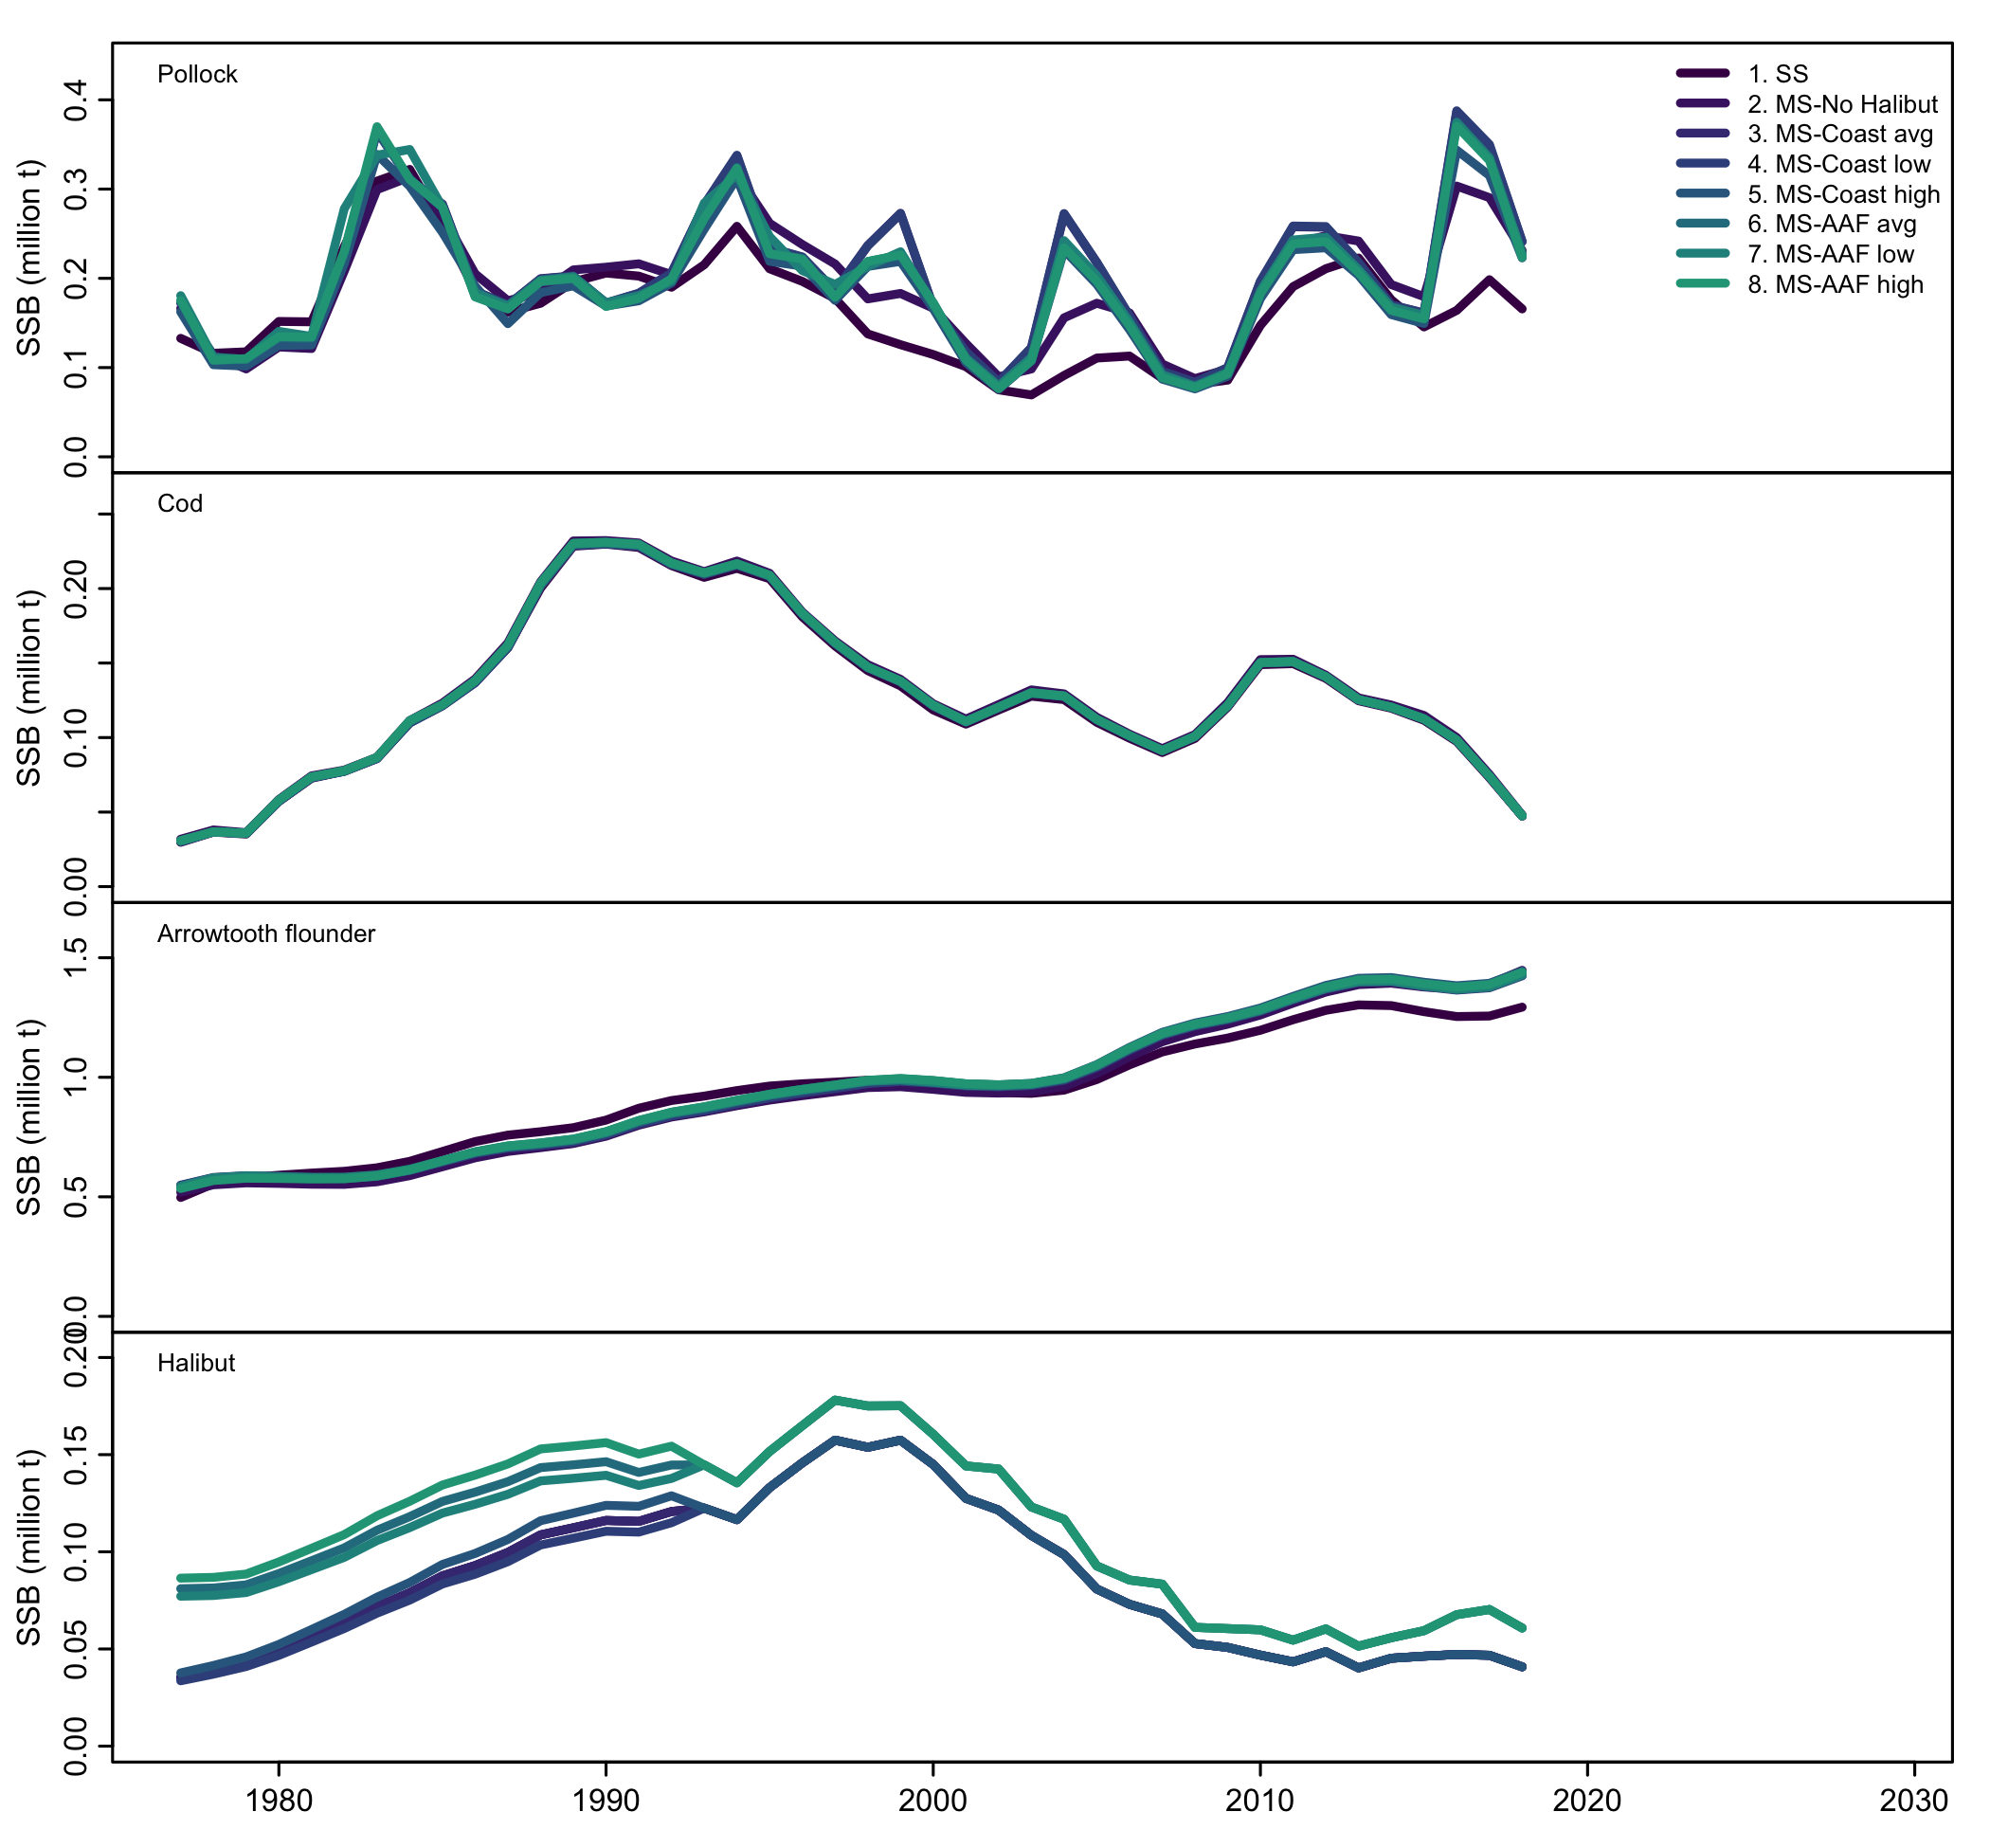 Pollock
SSB (million t)
0.4
0.3
0.2
0.1
0.0
1. SS
2. MS-No Halibut
3. MS-Coast avg
4. MS-Coast low
5. MS-Coast high
6. MS-AAF avg
7. MS-AAF low
8. MS-AAF high
Cod
SSB (million t)
0.20
0.10
0.00
Arrowtooth flounder
SSB (million t)
1.5
1.0
0.5
0.0
Halibut
SSB (million t)
0.20
0.15
0.10
0.05
0.00
1980 1990 2000 2010 2020 2030